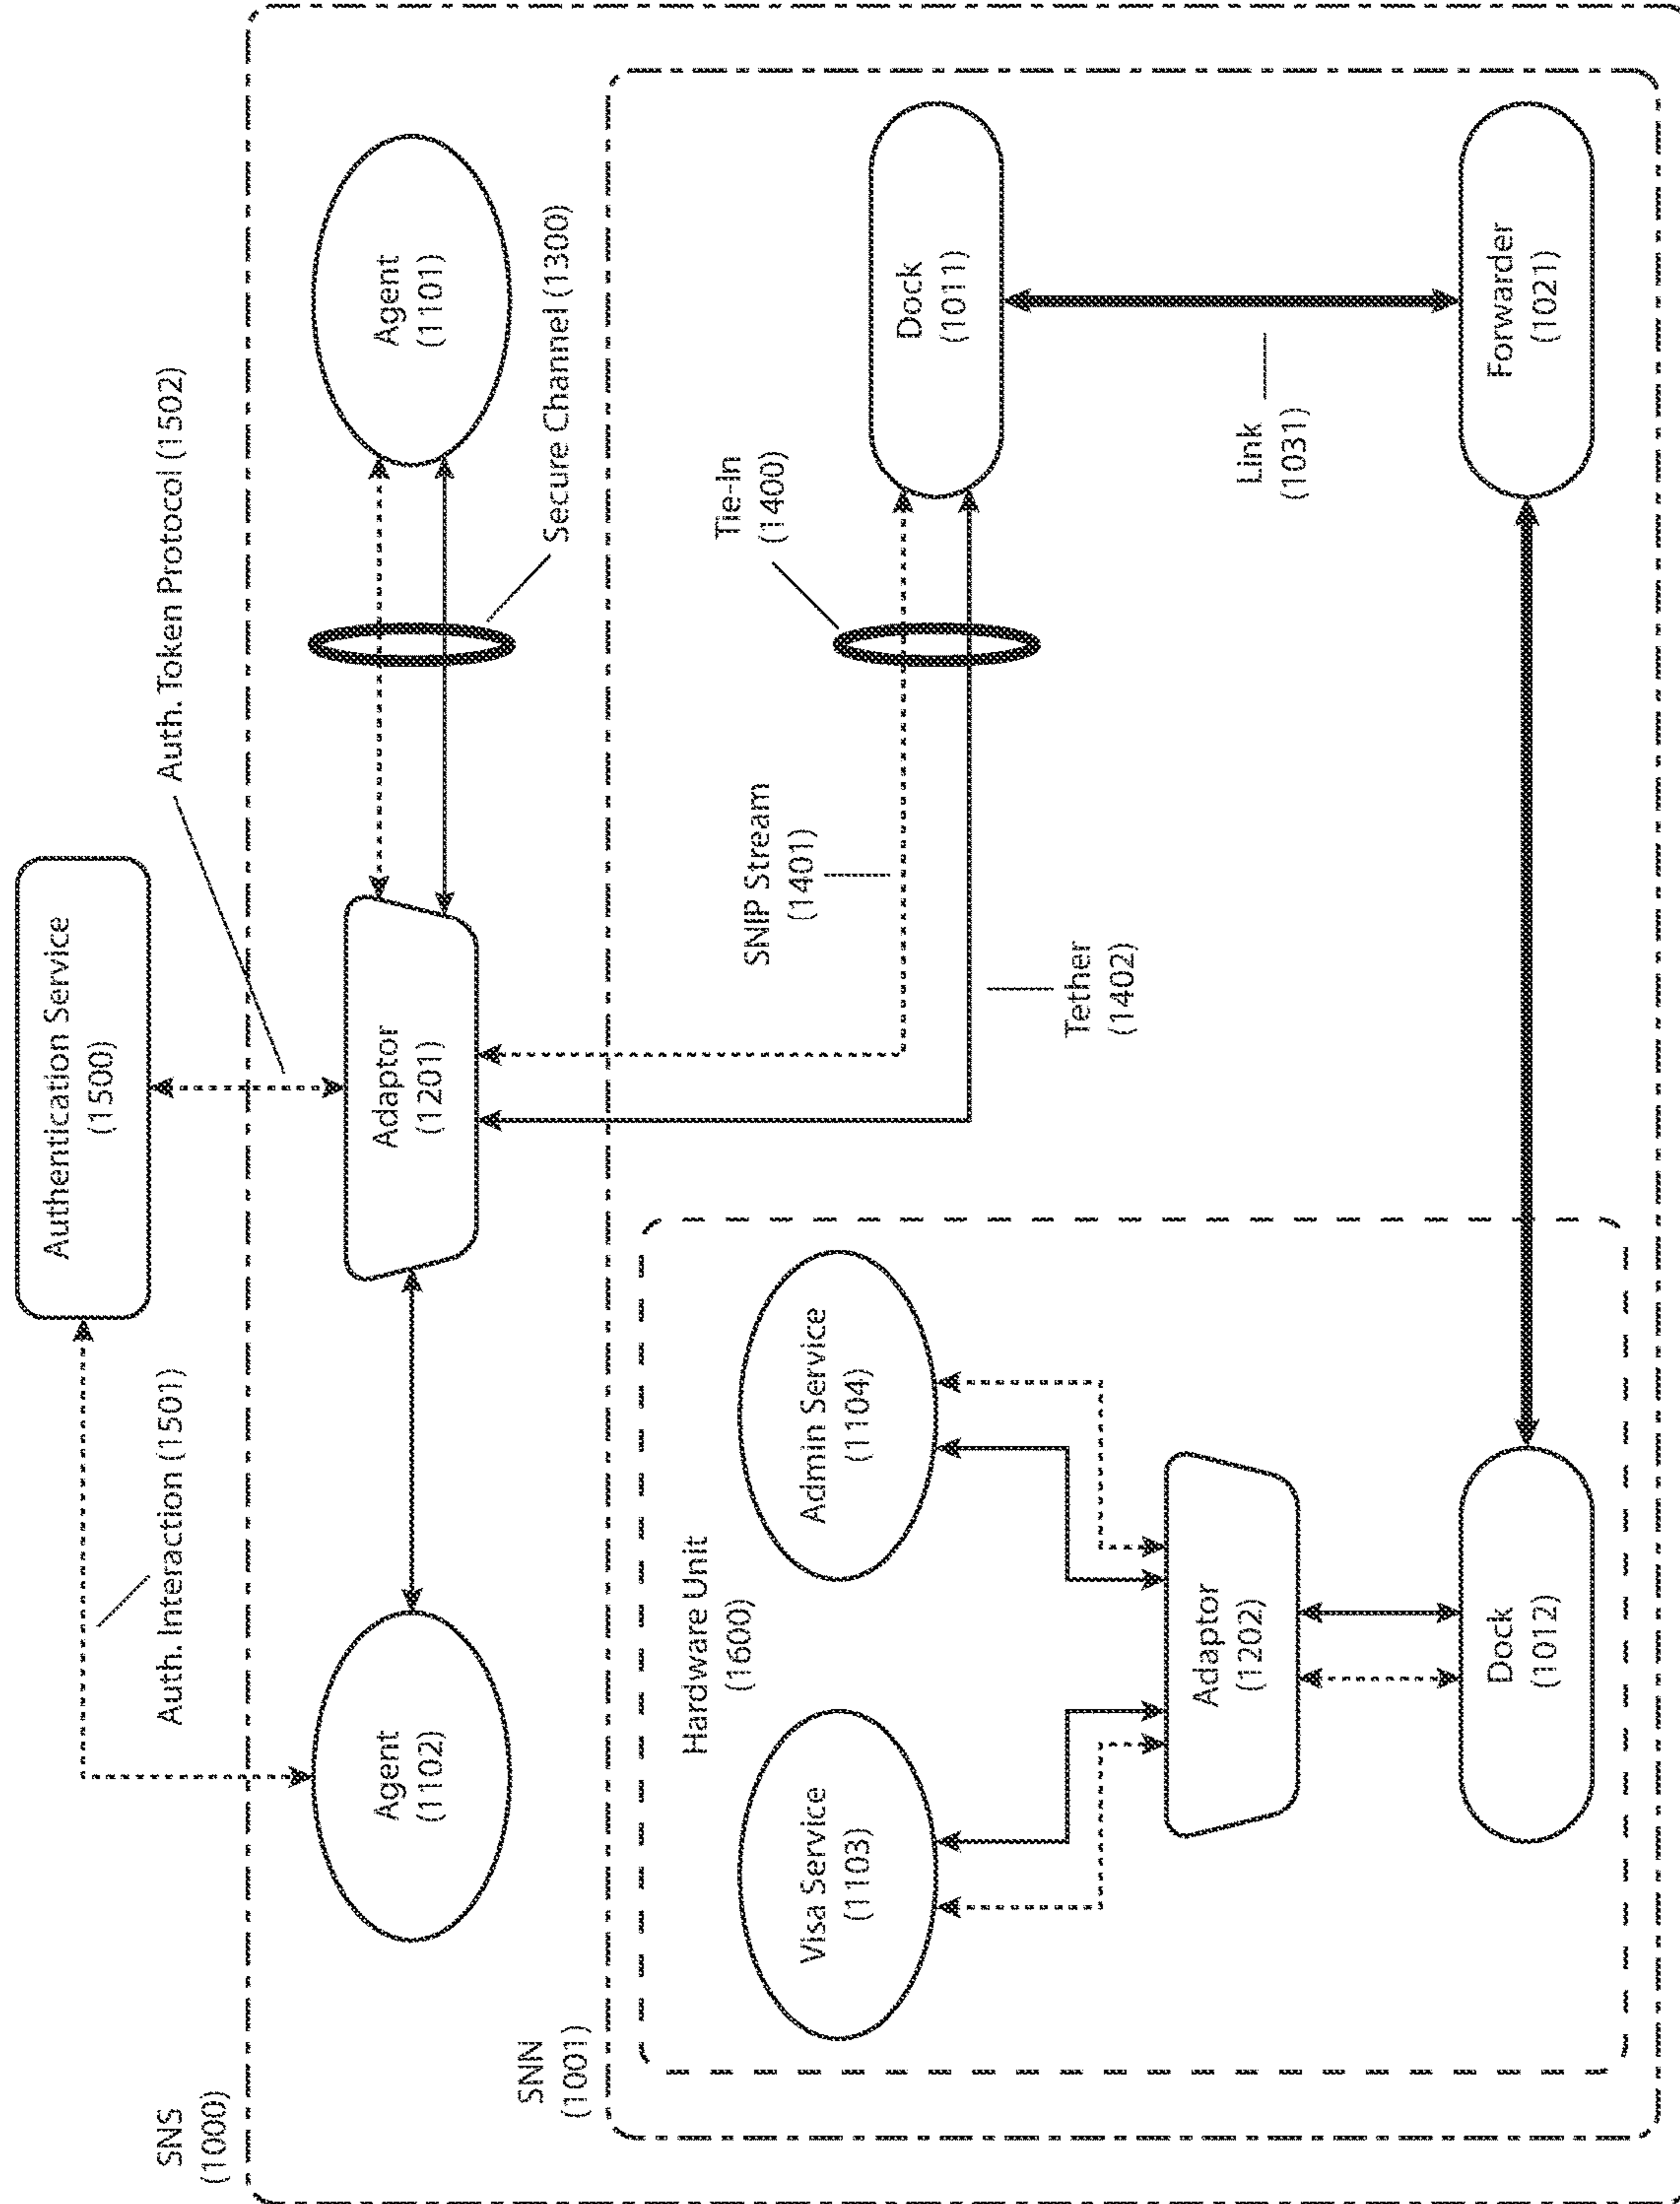 Authentication Service
(1500)
Auth. Interaction (1501)
Auth. Token Protocol (1502)
SNS
(1000)
Agent
(1102)
Adaptor
(1201)
Agent
(1101)
Secure Channel (1300)
SNN
(1001)
Hardware Unit
(1600)
Visa Service
(1103)
Admin Service
(1104)
SNIP Stream
(1401)
Tie-In
(1400)
Dock
(1011)
Tether
(1402)
Adaptor
(1202)
Link
(1031)
Dock
(1012)
Forwarder
(1021)